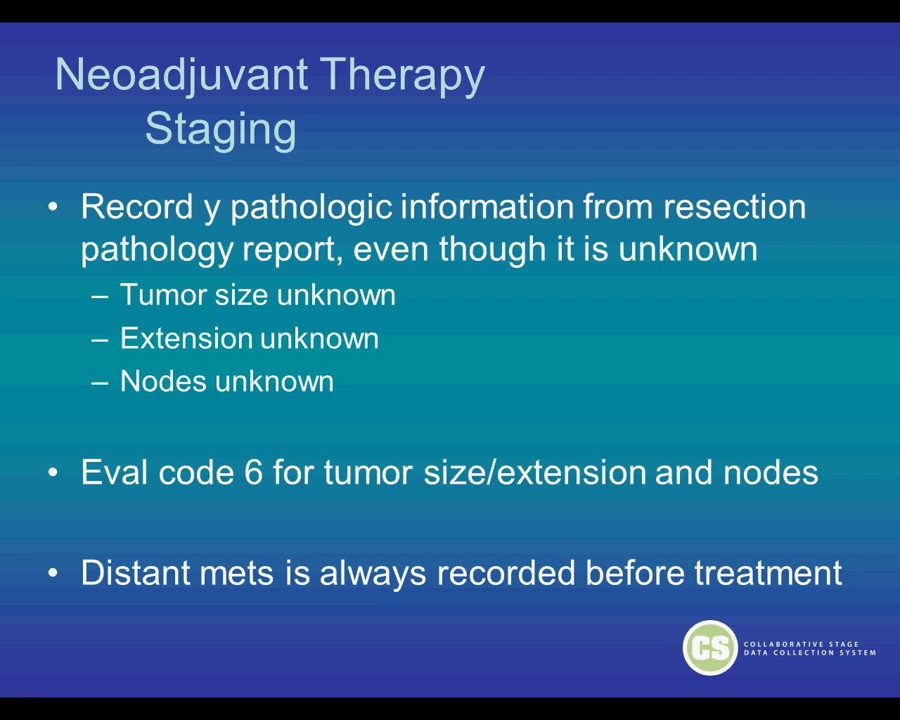 Neoadjuvant Therapy
Staging
• Record y pathologic information from resection
pathology report, even though it is unknown
– Tumor size unknown
– Extension unknown
– Nodes unknown
• Eval code 6 for tumor size/extension and nodes
• Distant mets is always recorded before treatment
CS
COLLABORATIVE STAGE
DATA COLLECTION SYSTEM